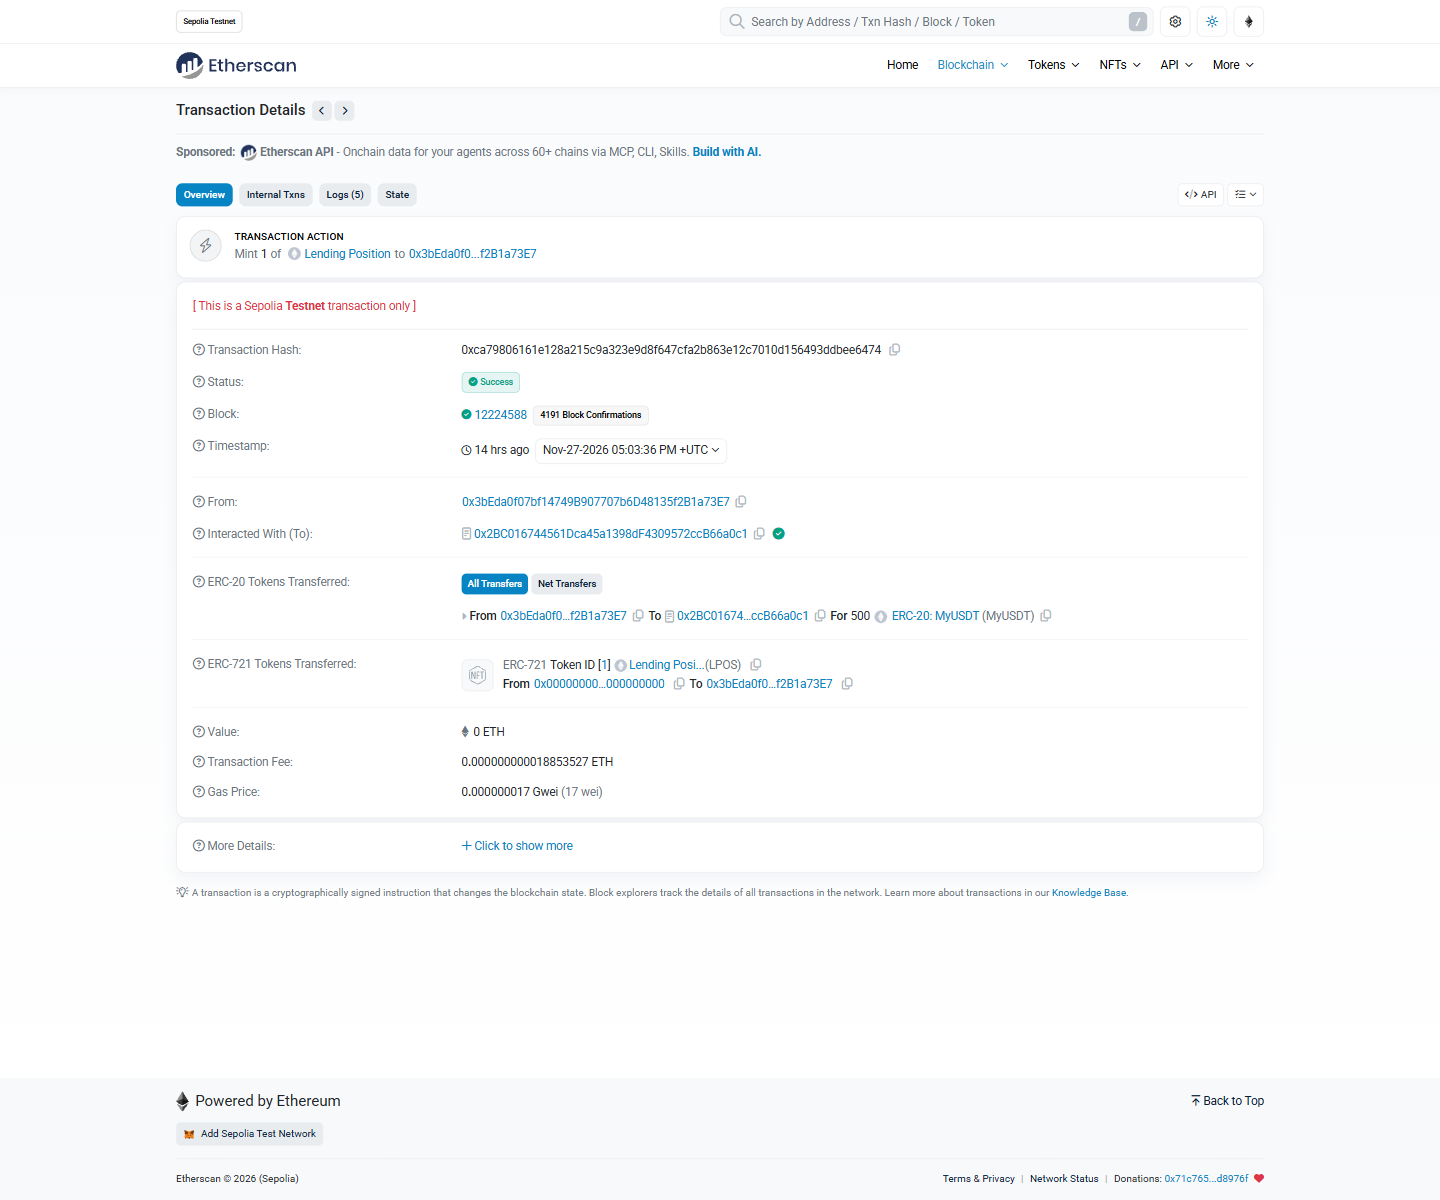 Sepolia Testnet
Search by Address / Txn Hash / Block / Token
/
Etherscan
Home Blockchain Tokens NFTs API More
Transaction Details
Sponsored: Etherscan API - Onchain data for your agents across 60+ chains via MCP, CLI, Skills. Build with AI.
Overview Internal Txns Logs (5) State
</> API
TRANSACTION ACTION
Mint 1 of Lending Position to 0x3bEda0f0...f2B1a73E7
[ This is a Sepolia Testnet transaction only ]
Transaction Hash: 0xca79806161e128a215c9a323e9d8f647cfa2b863e12c7010d156493ddbee6474
Status: Success
Block: 12224588 4191 Block Confirmations
Timestamp: 14 hrs ago Nov-27-2026 05:03:36 PM +UTC
From: 0x3bEda0f07bf14749B907707b6D48135f2B1a73E7
Interacted With (To): 0x2BC016744561Dca45a1398dF4309572ccB66a0c1
ERC-20 Tokens Transferred: All Transfers Net Transfers
From 0x3bEda0f0...f2B1a73E7 To 0x2BC01674...ccB66a0c1 For 500 ERC-20: MyUSDT (MyUSDT)
ERC-721 Tokens Transferred: NFT ERC-721 Token ID [1] Lending Posi...(LPOS)
From 0x00000000...000000000 To 0x3bEda0f0...f2B1a73E7
Value: 0 ETH
Transaction Fee: 0.000000000018853527 ETH
Gas Price: 0.000000017 Gwei (17 wei)
More Details: Click to show more
A transaction is a cryptographically signed instruction that changes the blockchain state. Block explorers track the details of all transactions in the network. Learn more about transactions in our Knowledge Base.
Powered by Ethereum
Back to Top
Add Sepolia Test Network
Etherscan © 2026 (Sepolia)
Terms & Privacy | Network Status | Donations: 0x71c765...d8976f